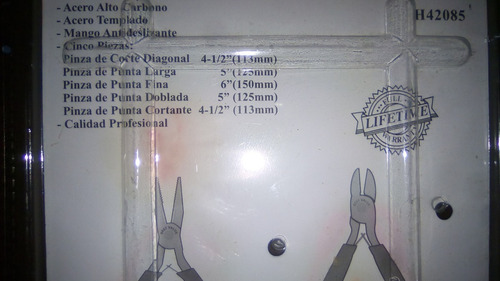 - Acero Alto Carbono
- Acero Templado
- Mango Antideslizante
- Cinco Piezas:
Pinza de Corte Diagonal 4-1/2" (113mm)
Pinza de Punta Larga 5" (125mm)
Pinza de Punta Fina 6" (150mm)
Pinza de Punta Doblada 5" (125mm)
Pinza de Punta Cortante 4-1/2" (113mm)
- Calidad Profesional
H42085
FULL
LIFETIME
WARRANTY